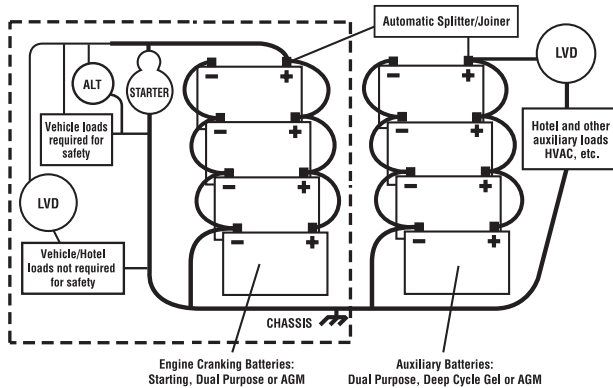 Automatic Splitter/Joiner
ALT
STARTER
LVD
Vehicle loads
required for
safety
LVD
Vehicle/Hotel
loads not required
for safety
Hotel and other
auxiliary loads
HVAC, etc.
– +
– +
– +
– +
– +
– +
– +
– +
CHASSIS
Engine Cranking Batteries:
Starting, Dual Purpose or AGM
Auxiliary Batteries:
Dual Purpose, Deep Cycle Gel or AGM